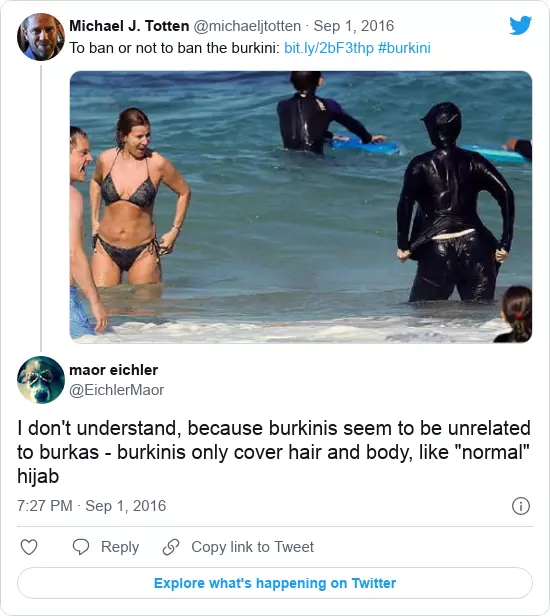 Michael J. Totten @michaeljtotten · Sep 1, 2016
To ban or not to ban the burkini: bit.ly/2bF3thp #burkini
maor eichler
@EichlerMaor
I don't understand, because burkinis seem to be unrelated
to burkas - burkinis only cover hair and body, like "normal"
hijab
7:27 PM · Sep 1, 2016
Reply
Copy link to Tweet
Explore what's happening on Twitter